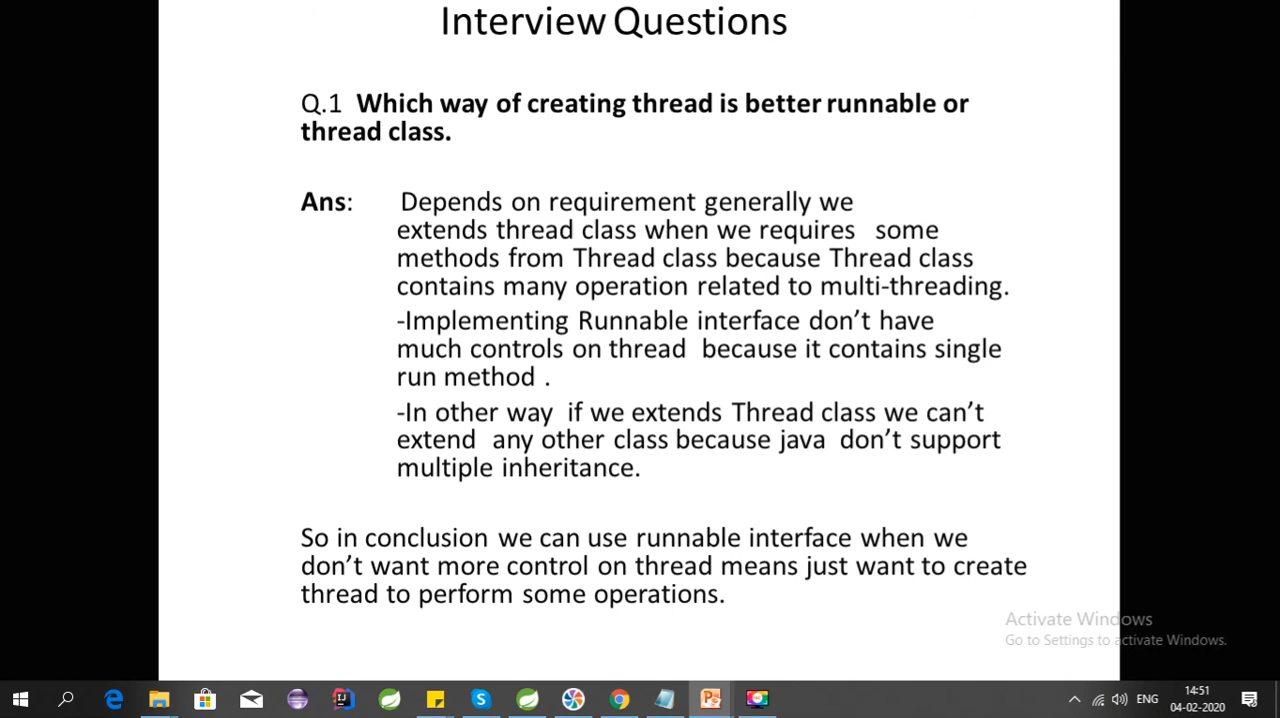 Interview Questions
Q.1 Which way of creating thread is better runnable or
thread class.
Ans: Depends on requirement generally we
extends thread class when we requires some
methods from Thread class because Thread class
contains many operation related to multi-threading.
-Implementing Runnable interface don’t have
much controls on thread because it contains single
run method .
-In other way if we extends Thread class we can’t
extend any other class because java don’t support
multiple inheritance.
So in conclusion we can use runnable interface when we
don’t want more control on thread means just want to create
thread to perform some operations.
Activate Windows
Go to Settings to activate Windows.
ENG
14:51
04-02-2020